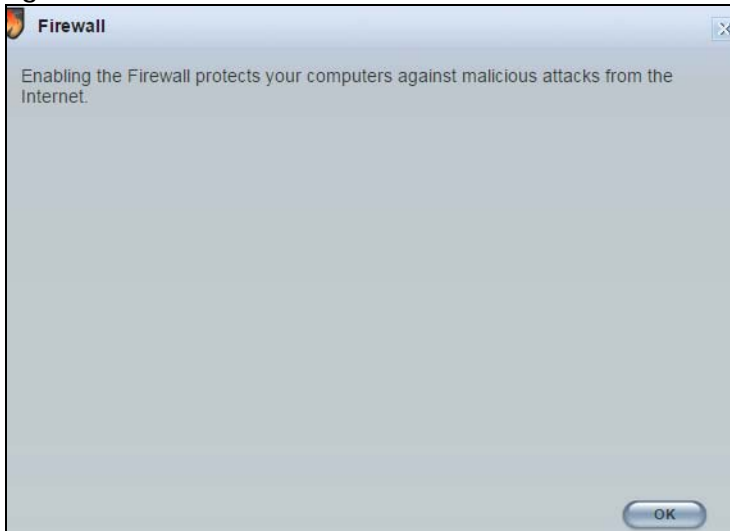 Firewall
Enabling the Firewall protects your computers against malicious attacks from the
Internet.
OK